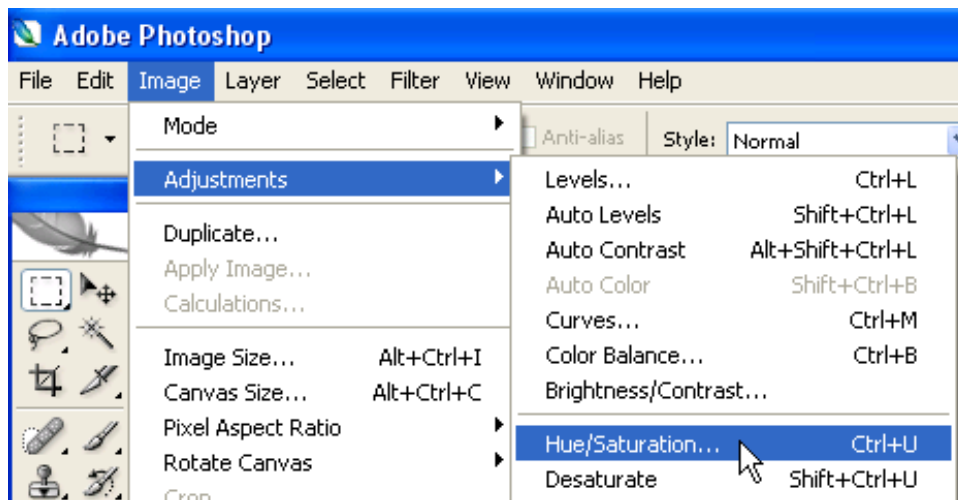 Adobe Photoshop
File Edit Image Layer Select Filter View Window Help
Mode
Anti-alias Style: Normal
Adjustments
Duplicate...
Apply Image...
Calculations...
Image Size... Alt+Ctrl+I
Canvas Size... Alt+Ctrl+C
Pixel Aspect Ratio
Rotate Canvas
Crop
Levels... Ctrl+L
Auto Levels Shift+Ctrl+L
Auto Contrast Alt+Shift+Ctrl+L
Auto Color Shift+Ctrl+B
Curves... Ctrl+M
Color Balance... Ctrl+B
Brightness/Contrast...
Hue/Saturation... Ctrl+U
Desaturate Shift+Ctrl+U